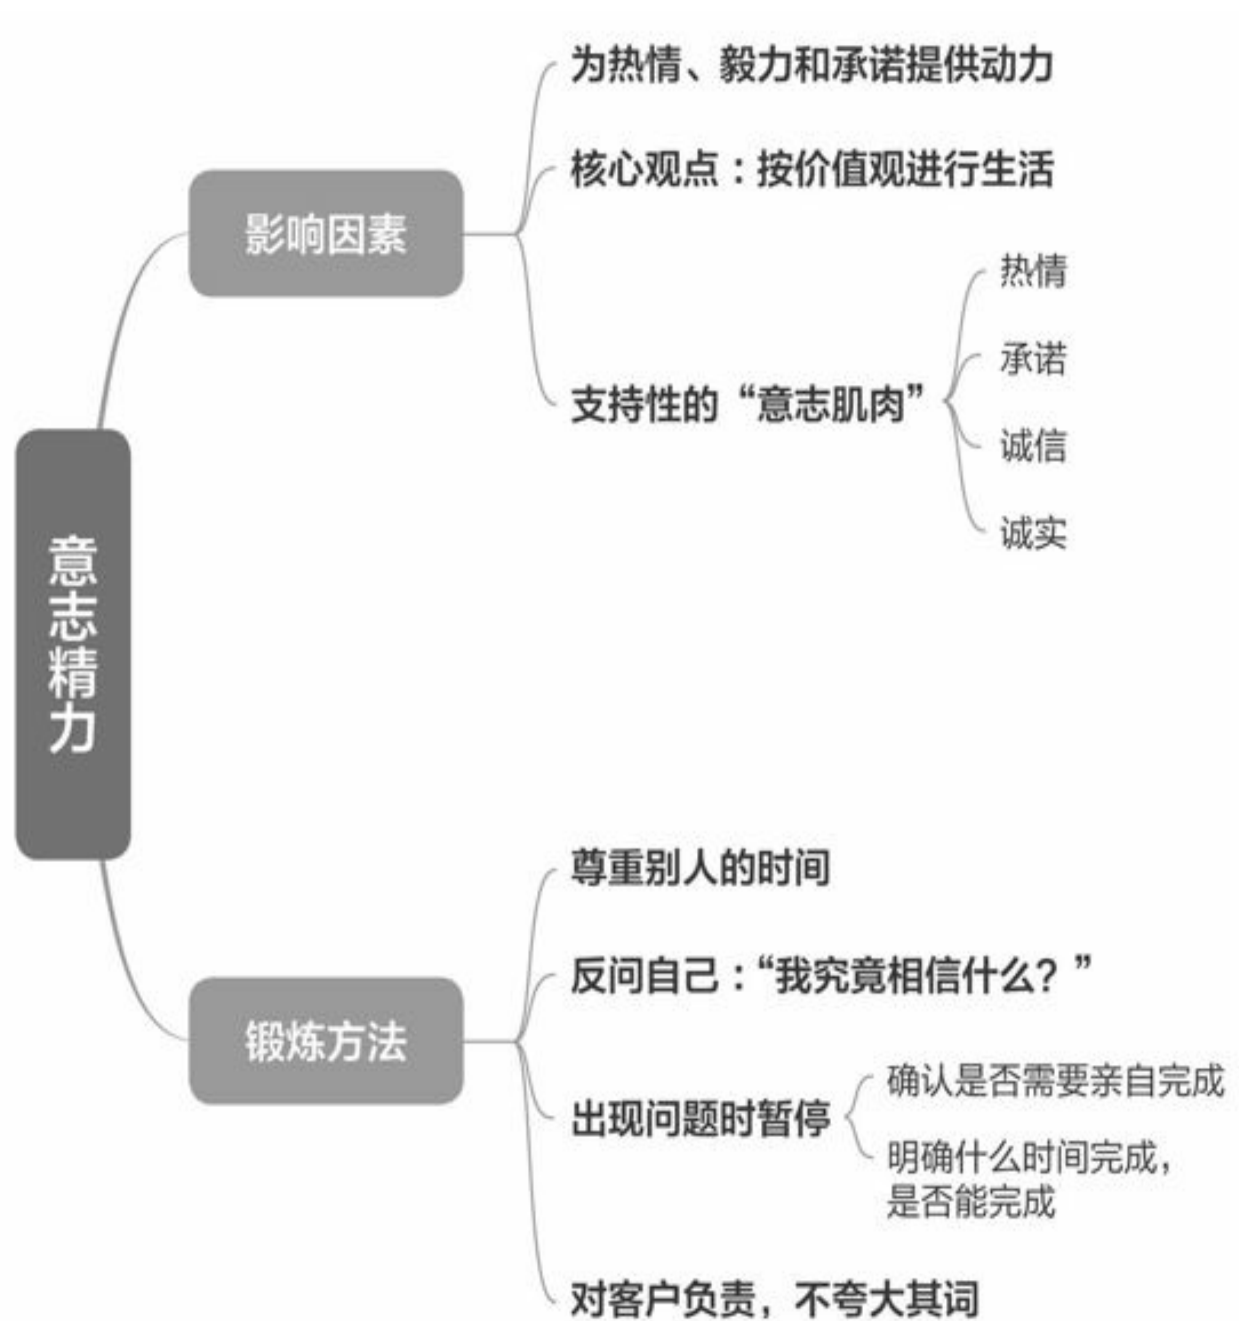 意志精力
影响因素
为热情、毅力和承诺提供动力
核心观点：按价值观进行生活
支持性的“意志肌肉”
热情
承诺
诚信
诚实
锻炼方法
尊重别人的时间
反问自己：“我究竟相信什么？”
出现问题时暂停
确认是否需要亲自完成
明确什么时间完成，
是否能完成
对客户负责，不夸大其词